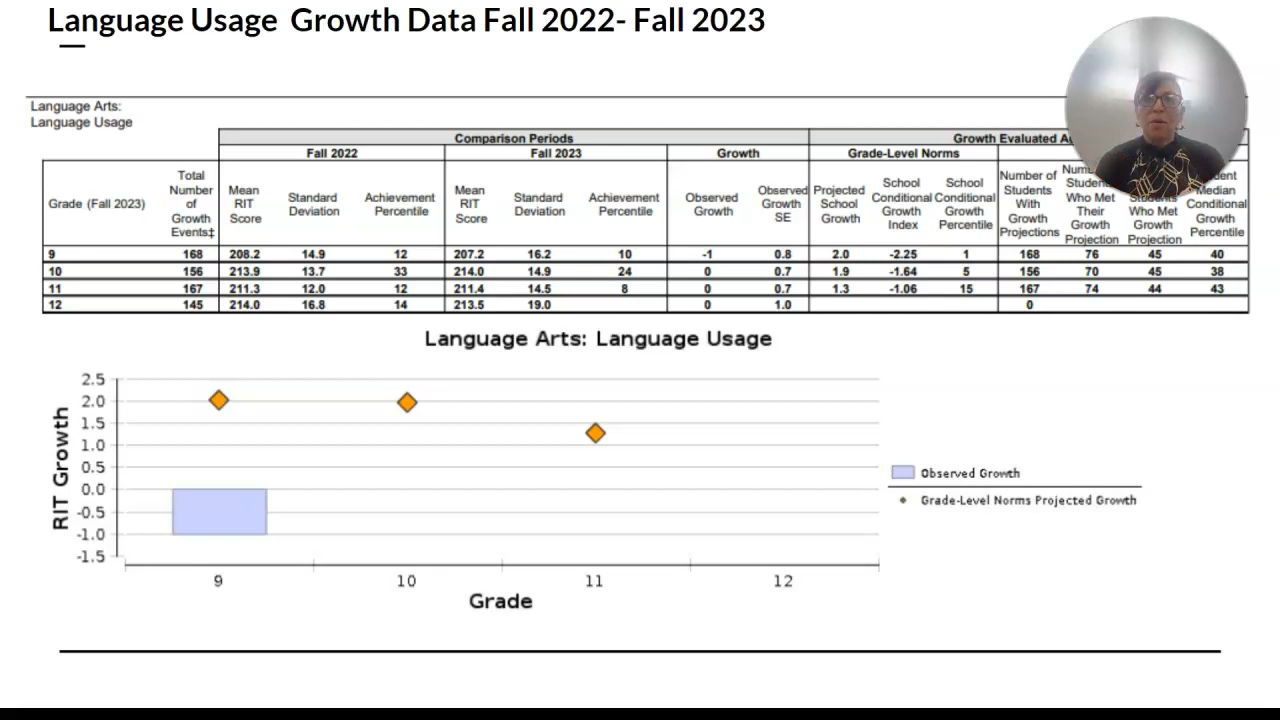 Language Usage Growth Data Fall 2022- Fall 2023
Language Arts:
Language Usage
Comparison Periods Growth Evaluated
Fall 2022 Fall 2023 Growth Grade-Level Norms
Grade (Fall 2023) Total Number of Growth Events‡ Mean RIT Score Standard Deviation Achievement Percentile Mean RIT Score Standard Deviation Achievement Percentile Observed Growth Observed Growth SE Projected School Growth School Conditional Growth Index School Conditional Growth Percentile Number of Students With Growth Projections Who Met Their Growth Projection Students Who Met Growth Projection Median Conditional Growth Percentile
9 168 208.2 14.9 12 207.2 16.2 10 -1 0.8 2.0 -2.25 1 168 76 45 40
10 156 213.9 13.7 33 214.0 14.9 24 0 0.7 1.9 -1.64 5 156 70 45 38
11 167 211.3 12.0 12 211.4 14.5 8 0 0.7 1.3 -1.06 15 167 74 44 43
12 145 214.0 16.8 14 213.5 19.0 0 1.0 0
Language Arts: Language Usage
2.5
2.0
1.5
1.0
0.5
0.0
-0.5
-1.0
-1.5
RIT Growth
9 10 11 12
Grade
Observed Growth
Grade-Level Norms Projected Growth